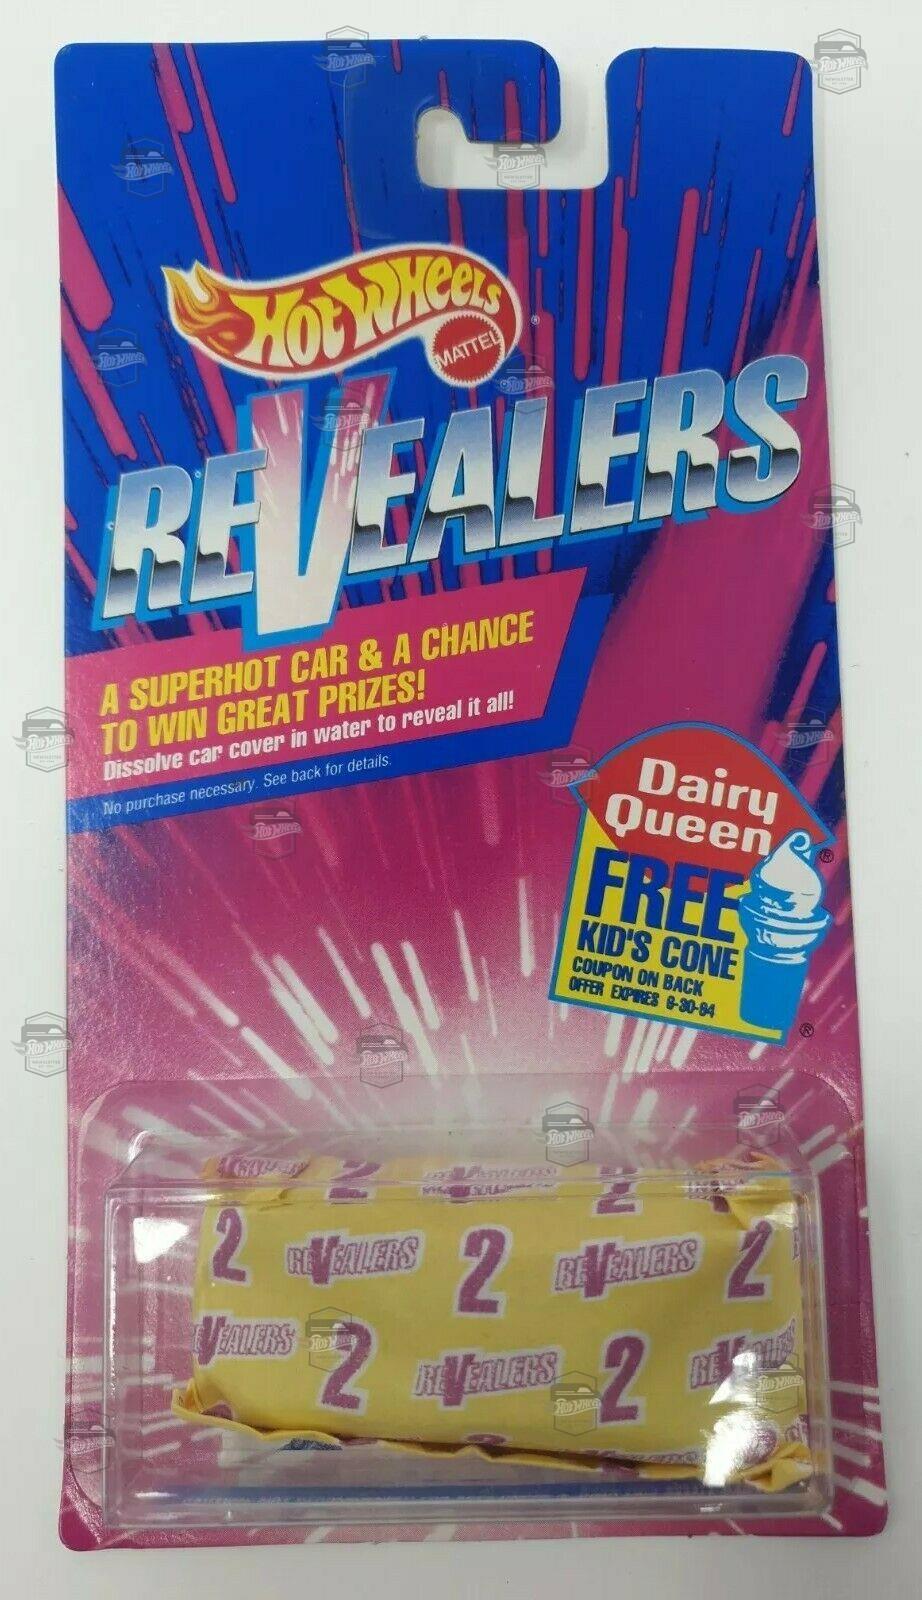 Hot Wheels
MATTEL
REVEALERS
A SUPERHOT CAR & A CHANCE
TO WIN GREAT PRIZES!
Dissolve car cover in water to reveal it all!
No purchase necessary. See back for details.
Dairy
Queen
FREE
KID'S CONE
COUPON ON BACK
OFFER EXPIRES 6-30-94
2
2
2 REVEALERS 2 REVEALERS 2
REVEALERS 2 REVEALERS 2 REVEALERS